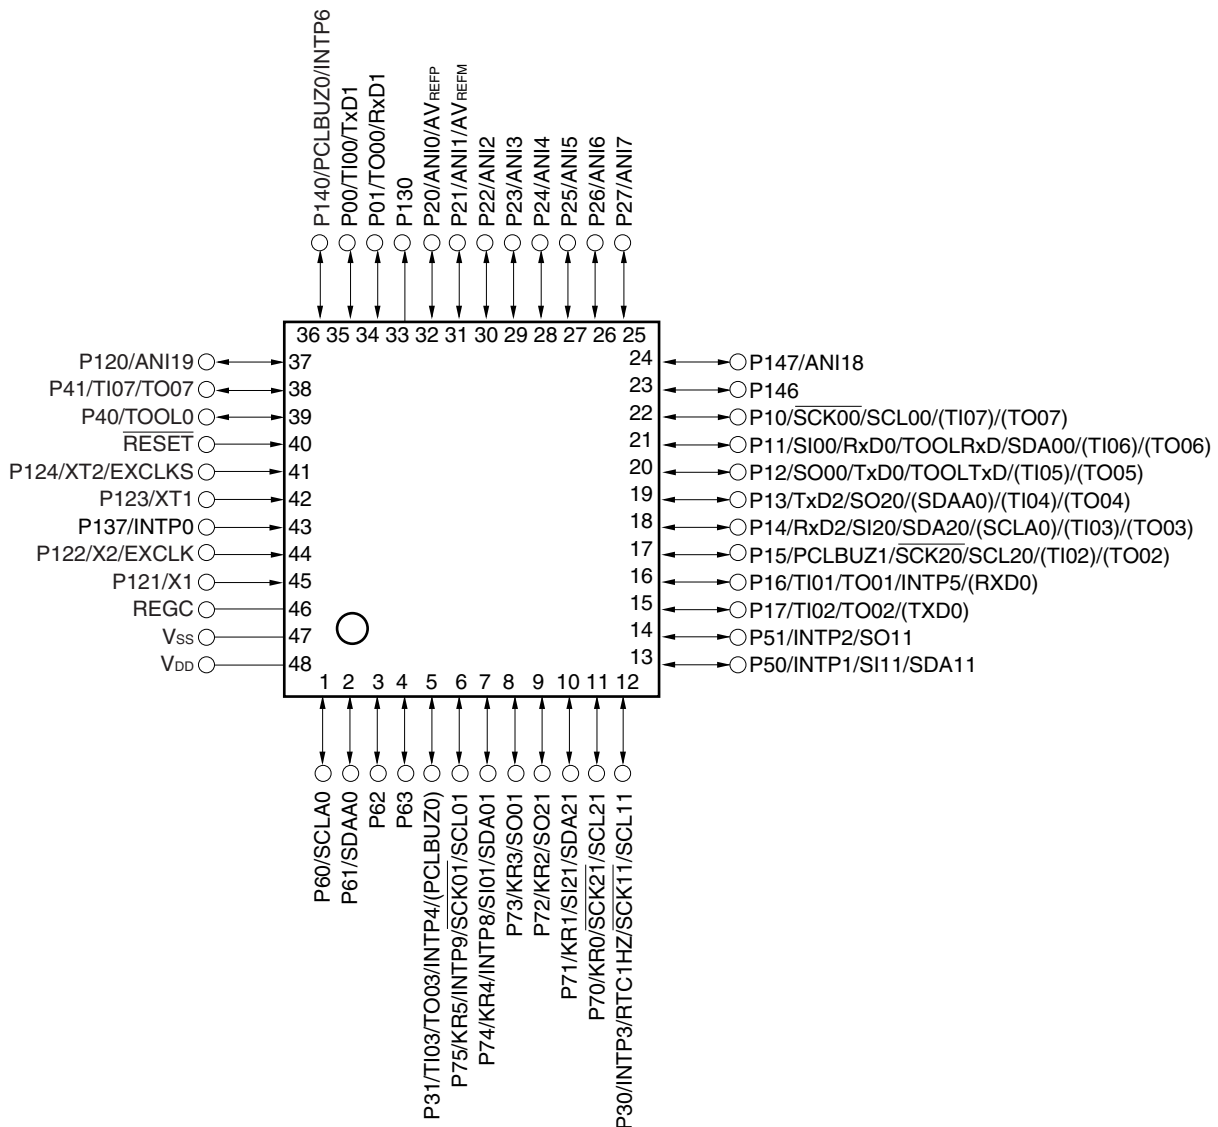 P140/PCLBUZ0/INTP6
P00/TI00/TxD1
P01/TO00/RxD1
P130
P20/ANI0/AVREFP
P21/ANI1/AVREFM
P22/ANI2
P23/ANI3
P24/ANI4
P25/ANI5
P26/ANI6
P27/ANI7
36 35 34 33 32 31 30 29 28 27 26 25
P120/ANI19 37
P41/TI07/TO07 38
P40/TOOL0 39
RESET 40
P124/XT2/EXCLKS 41
P123/XT1 42
P137/INTP0 43
P122/X2/EXCLK 44
P121/X1 45
REGC 46
VSS 47
VDD 48
24 P147/ANI18
23 P146
22 P10/SCK00/SCL00/(TI07)/(TO07)
21 P11/SI00/RxD0/TOOLRxD/SDA00/(TI06)/(TO06)
20 P12/SO00/TxD0/TOOLTxD/(TI05)/(TO05)
19 P13/TxD2/SO20/(SDAA0)/(TI04)/(TO04)
18 P14/RxD2/SI20/SDA20/(SCLA0)/(TI03)/(TO03)
17 P15/PCLBUZ1/SCK20/SCL20/(TI02)/(TO02)
16 P16/TI01/TO01/INTP5/(RXD0)
15 P17/TI02/TO02/(TXD0)
14 P51/INTP2/SO11
13 P50/INTP1/SI11/SDA11
1 2 3 4 5 6 7 8 9 10 11 12
P60/SCLA0
P61/SDAA0
P62
P63
P31/TI03/TO03/INTP4/(PCLBUZ0)
P75/KR5/INTP9/SCK01/SCL01
P74/KR4/INTP8/SI01/SDA01
P73/KR3/SO01
P72/KR2/SO21
P71/KR1/SI21/SDA21
P70/KR0/SCK21/SCL21
P30/INTP3/RTC1HZ/SCK11/SCL11